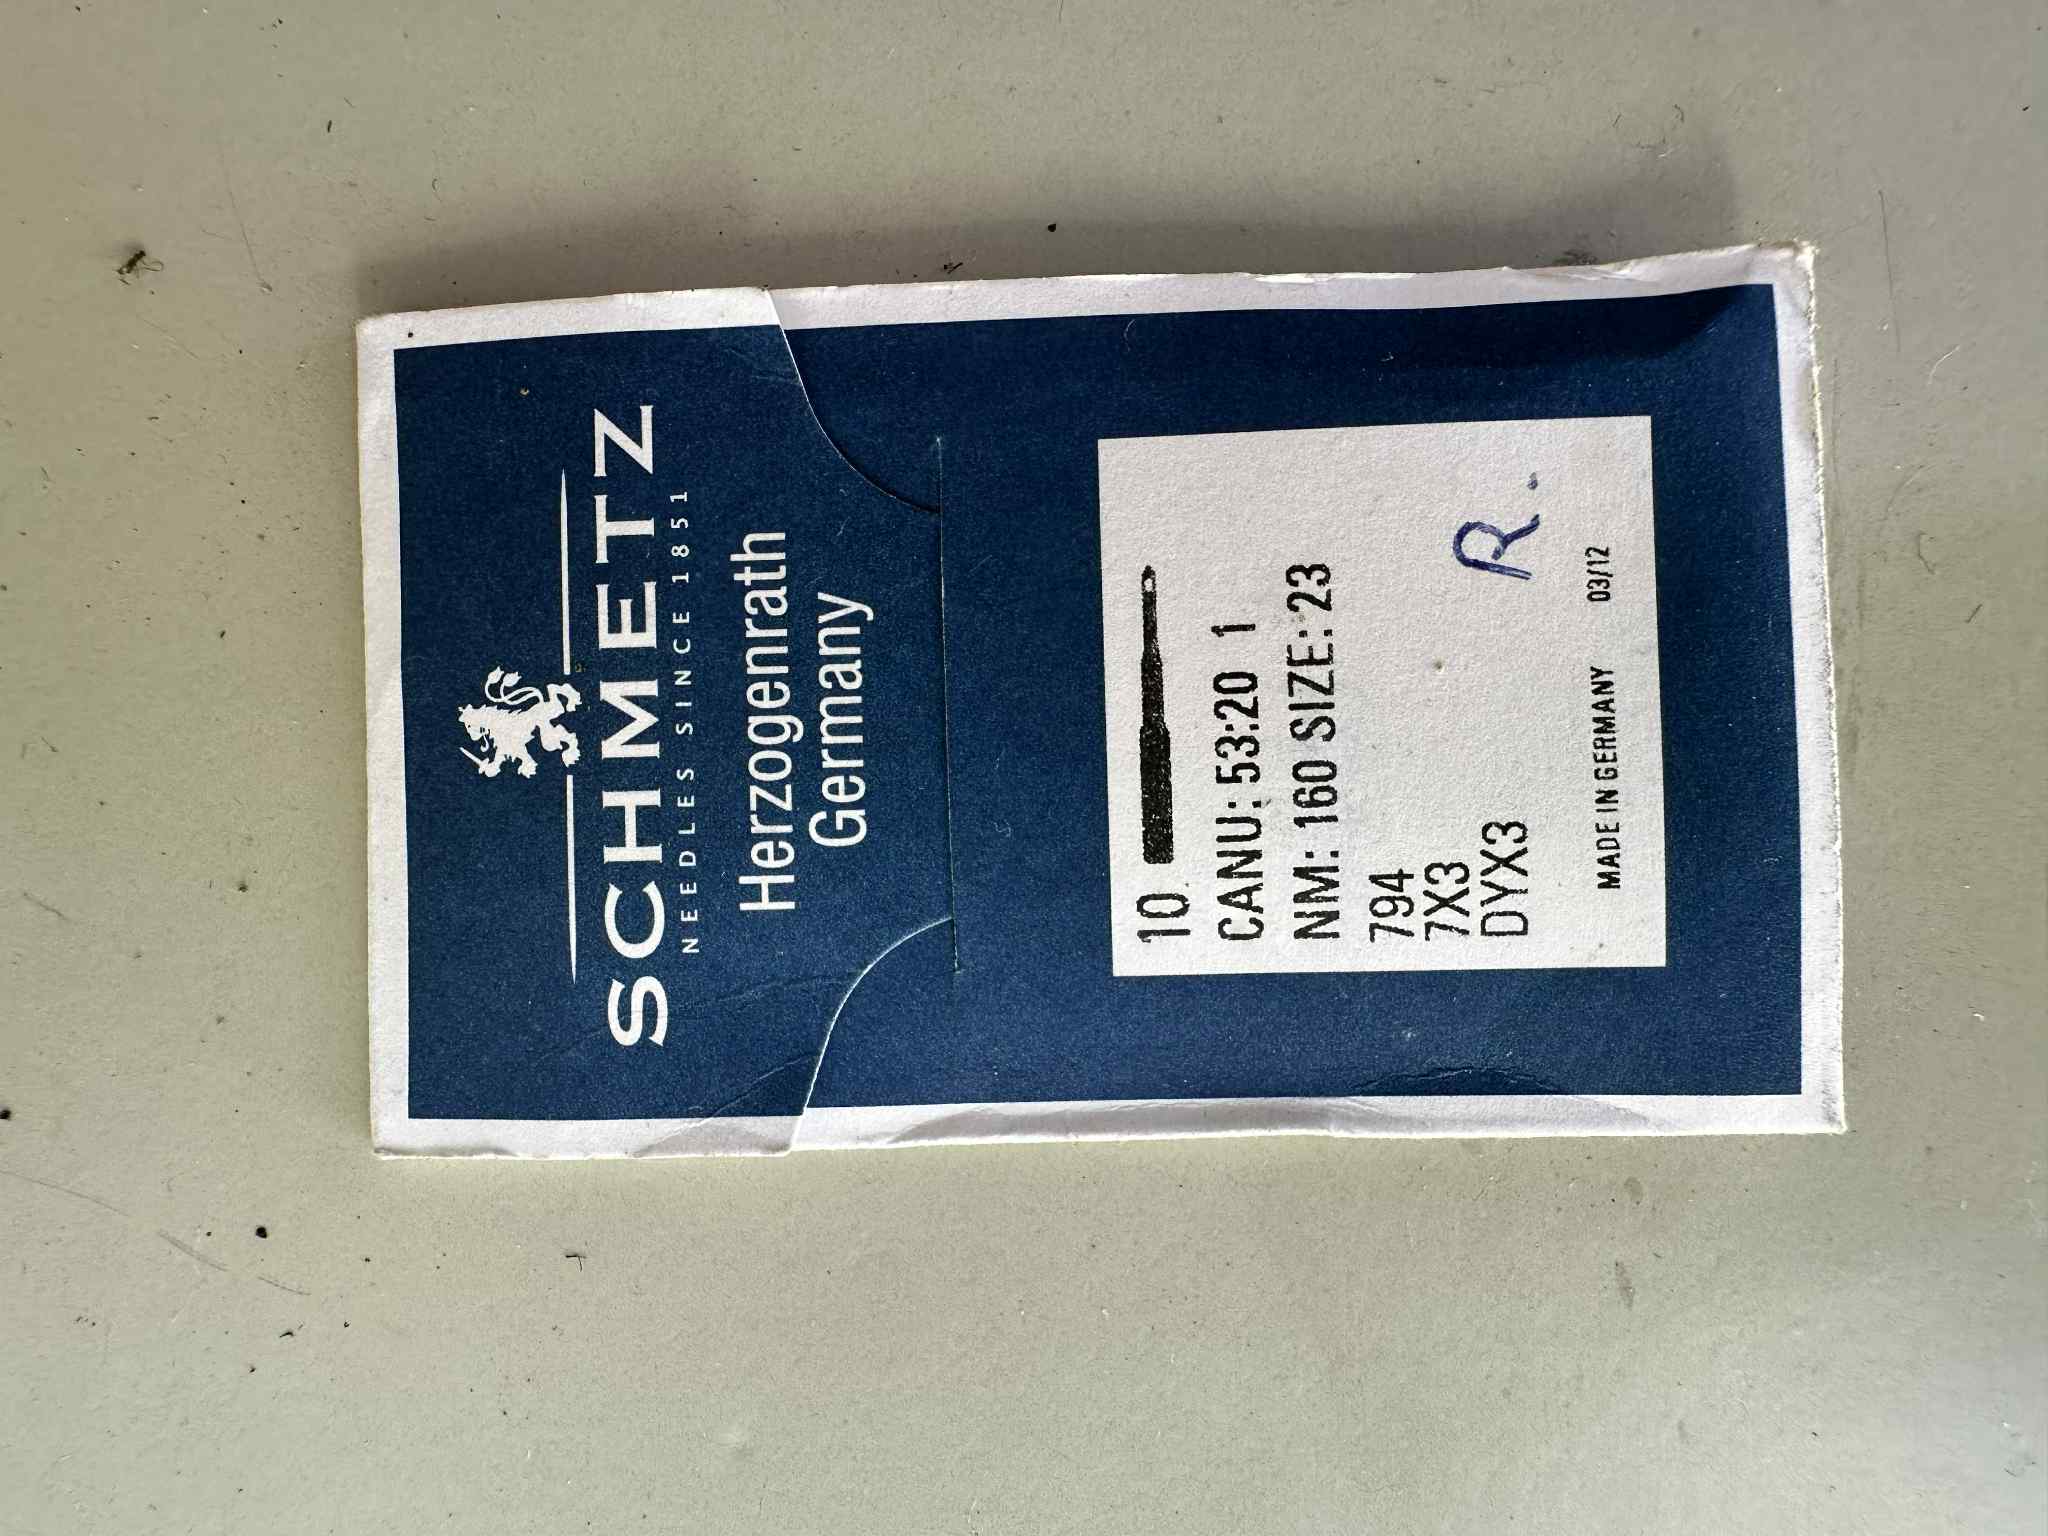 SCHMETZ
NEEDLES SINCE 1851
Herzogenrath
Germany
10
CANU: 53:20 1
NM: 160 SIZE: 23
794
7X3
DYX3
R.
MADE IN GERMANY 03/12